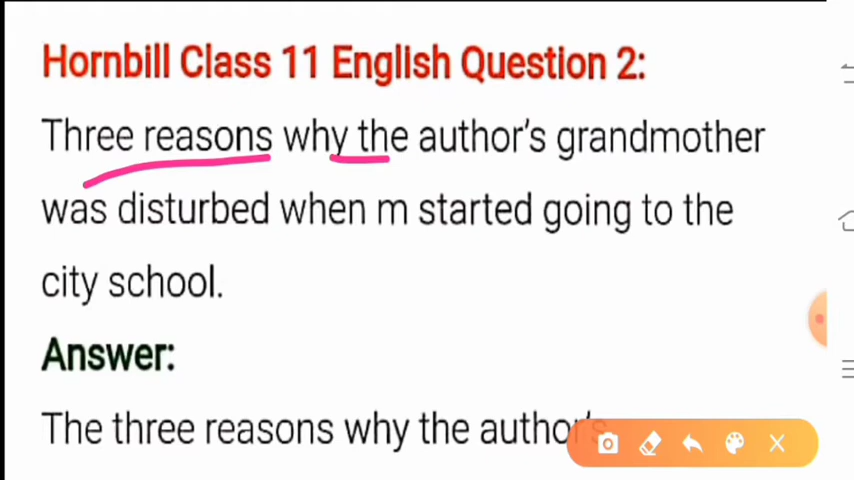 Hornbill Class 11 English Question 2:
Three reasons why the author's grandmother
was disturbed when m started going to the
city school.
Answer:
The three reasons why the author's